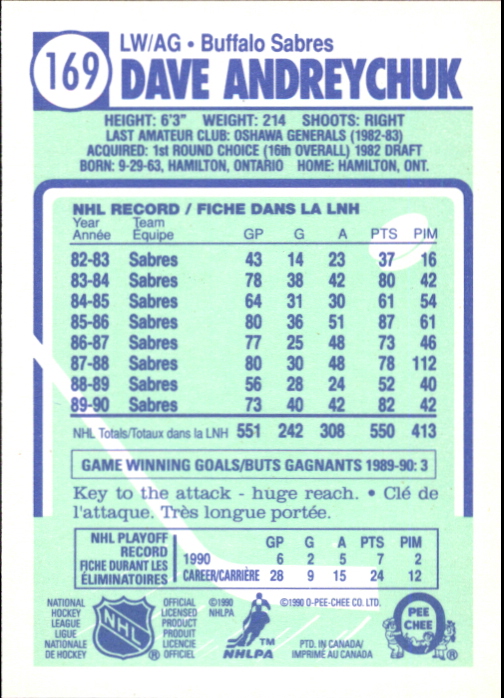 169
LW/AG • Buffalo Sabres
DAVE ANDREYCHUK
HEIGHT: 6'3" WEIGHT: 214 SHOOTS: RIGHT
LAST AMATEUR CLUB: OSHAWA GENERALS (1982-83)
ACQUIRED: 1st ROUND CHOICE (16th OVERALL) 1982 DRAFT
BORN: 9-29-63, HAMILTON, ONTARIO HOME: HAMILTON, ONT.
NHL RECORD / FICHE DANS LA LNH
Year Team
Année Equipe GP G A PTS PIM
82-83 Sabres 43 14 23 37 16
83-84 Sabres 78 38 42 80 42
84-85 Sabres 64 31 30 61 54
85-86 Sabres 80 36 51 87 61
86-87 Sabres 77 25 48 73 46
87-88 Sabres 80 30 48 78 112
88-89 Sabres 56 28 24 52 40
89-90 Sabres 73 40 42 82 42
NHL Totals/Totaux dans la LNH 551 242 308 550 413
GAME WINNING GOALS/BUTS GAGNANTS 1989-90: 3
Key to the attack - huge reach. • Clé de
l'attaque. Très longue portée.
NHL PLAYOFF
RECORD
FICHE DURANT LES
ÉLIMINATOIRES
GP G A PTS PIM
1990 6 2 5 7 2
CAREER/CARRIÈRE 28 9 15 24 12
NATIONAL
HOCKEY
LEAGUE
LIGUE
NATIONALE
DE HOCKEY
NHL
®
OFFICIAL
LICENSED
PRODUCT
PRODUIT
LICENCIE
OFFICIEL
©1990
NHLPA
TM
NHLPA
©1990 O-PEE-CHEE CO. LTD.
PTD. IN CANADA/
IMPRIMÉ AU CANADA
PEE
CHEE
®